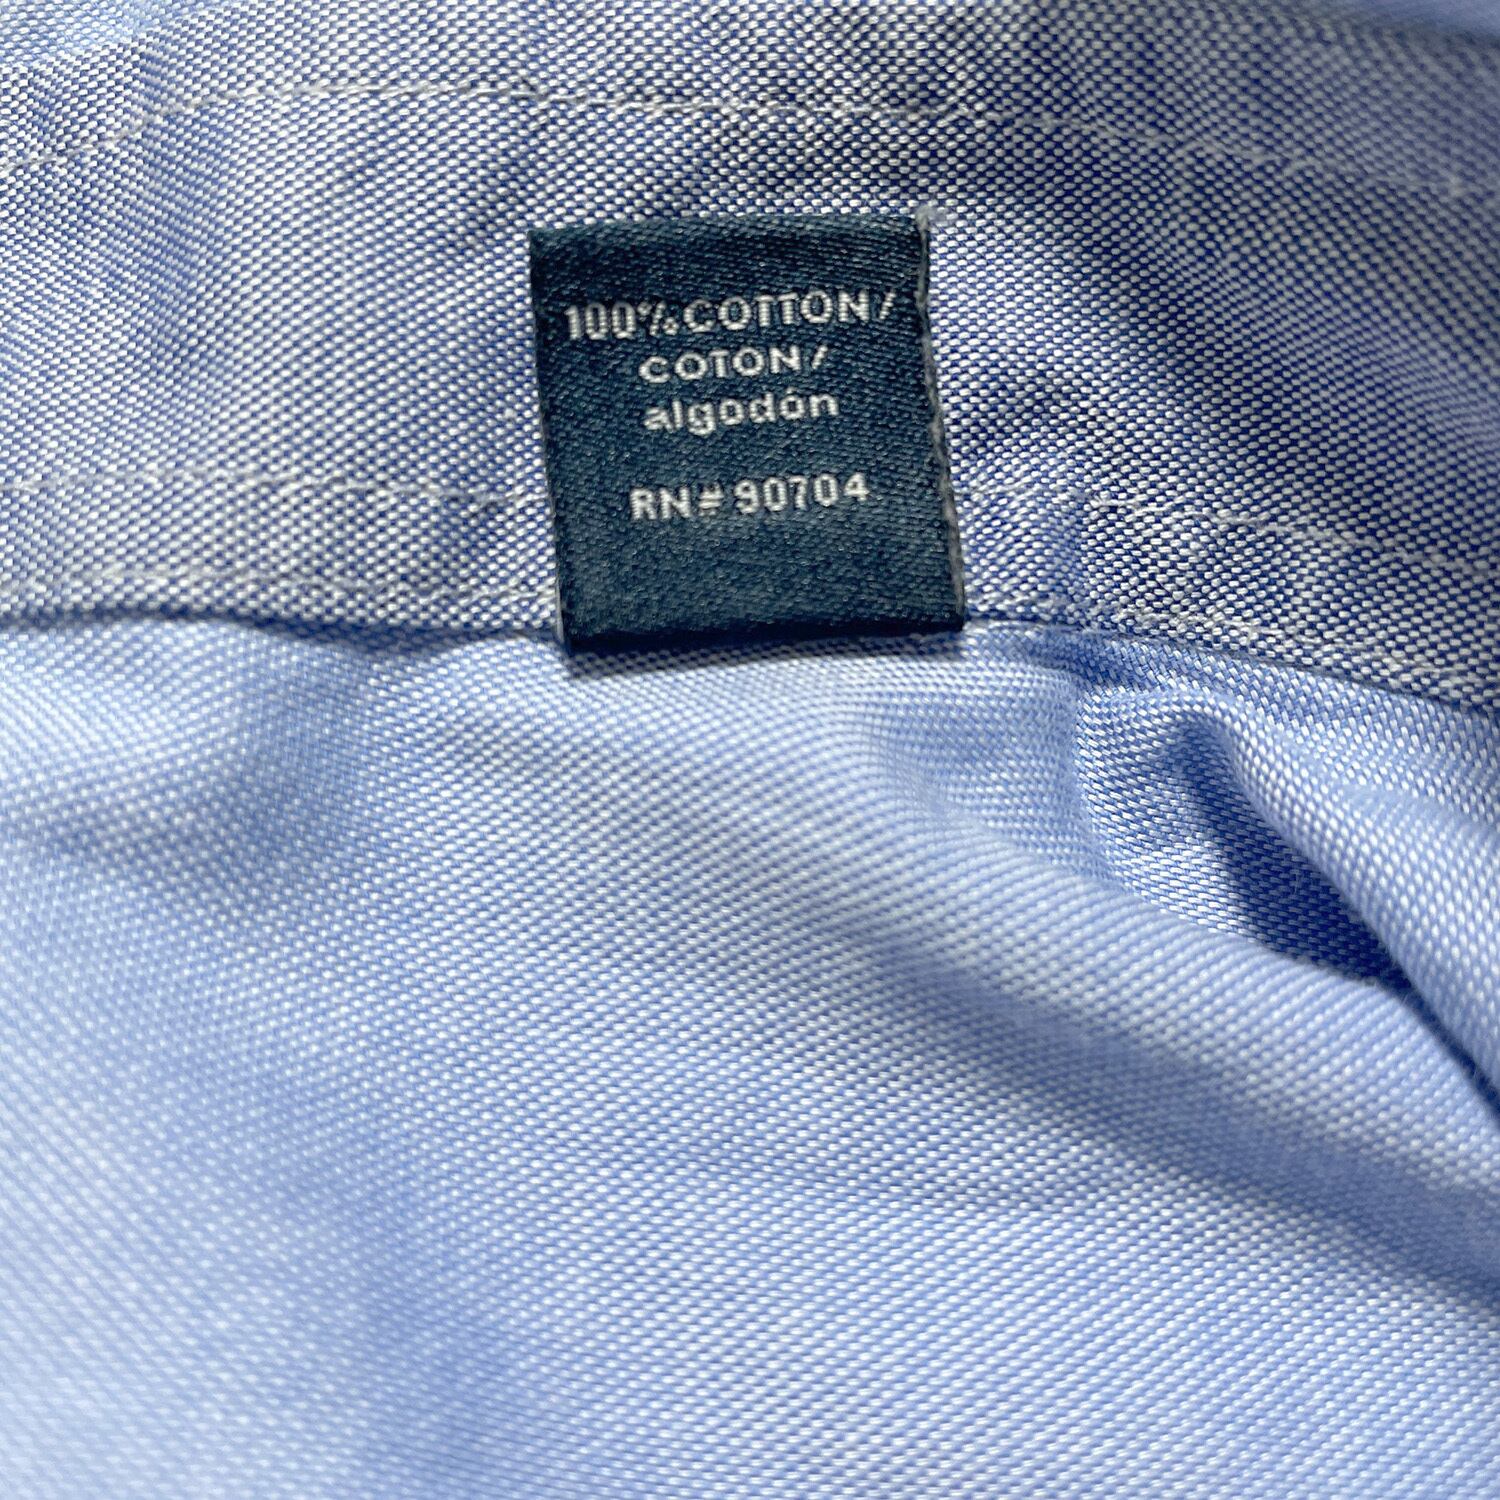 100% COTTON/
COTON/
algodón
RN# 90704